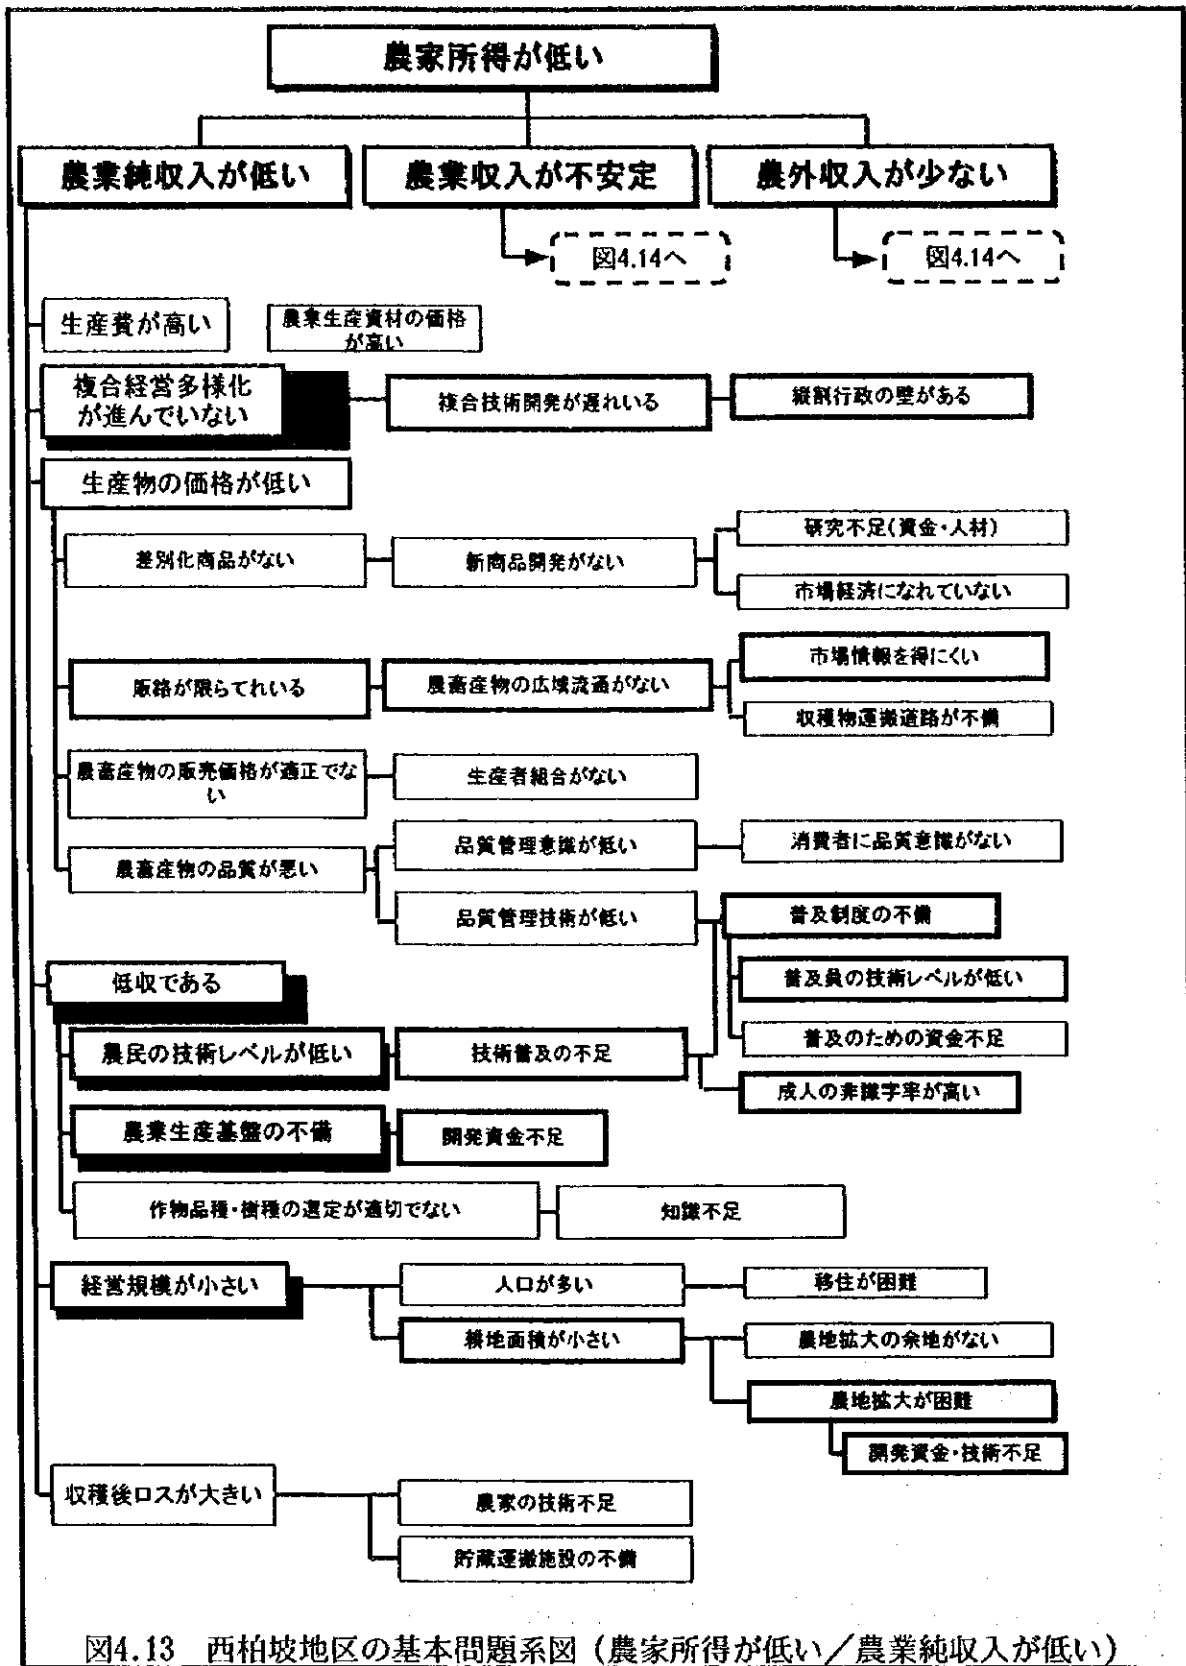 農家所得が低い
農業純収入が低い
農業収入が不安定
農外収入が少ない
図4.14へ
図4.14へ
生産費が高い
農業生産資材の価格
が高い
複合経営多様化
が進んでいない
複合技術開発が遅れいる
縦割行政の壁がある
生産物の価格が低い
差別化商品がない
新商品開発がない
研究不足(資金・人材)
市場経済になれていない
販路が限らてれいる
農畜産物の広域流通がない
市場情報を得にくい
収穫物運搬道路が不備
農畜産物の販売価格が適正でな
い
生産者組合がない
農畜産物の品質が悪い
品質管理意識が低い
消費者に品質意識がない
品質管理技術が低い
普及制度の不備
普及員の技術レベルが低い
普及のための資金不足
低収である
農民の技術レベルが低い
技術普及の不足
成人の非識字率が高い
農業生産基盤の不備
開発資金不足
作物品種・樹種の選定が適切でない
知識不足
経営規模が小さい
人口が多い
移住が困難
耕地面積が小さい
農地拡大の余地がない
農地拡大が困難
開発資金・技術不足
収穫後ロスが大きい
農家の技術不足
貯蔵運搬施設の不備
図4.13 西柏坡地区の基本問題系図（農家所得が低い／農業純収入が低い）